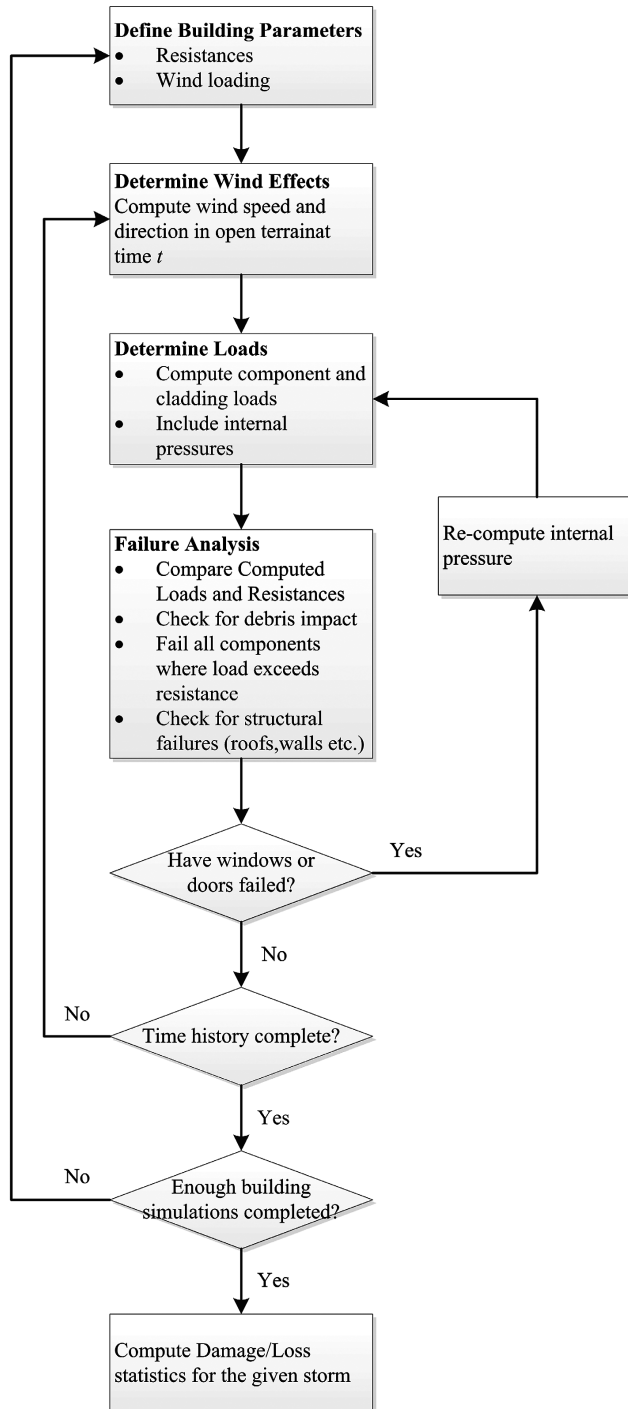 Define Building Parameters
• Resistances
• Wind loading
Determine Wind Effects
Compute wind speed and
direction in open terrainat
time t
Determine Loads
• Compute component and
cladding loads
• Include internal
pressures
Re-compute internal
pressure
Failure Analysis
• Compare Computed
Loads and Resistances
• Check for debris impact
• Fail all components
where load exceeds
resistance
• Check for structural
failures (roofs,walls etc.)
Have windows or
doors failed?
Yes
No
Time history complete?
No
Yes
Enough building
simulations completed?
No
Yes
Compute Damage/Loss
statistics for the given storm